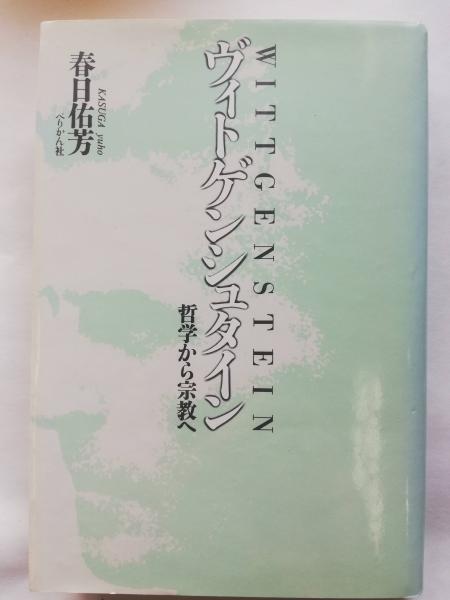 WITTGENSTEIN
ヴィトゲンシュタイン
哲学から宗教へ
春日佑芳
KASUGA yuho
ぺりかん社